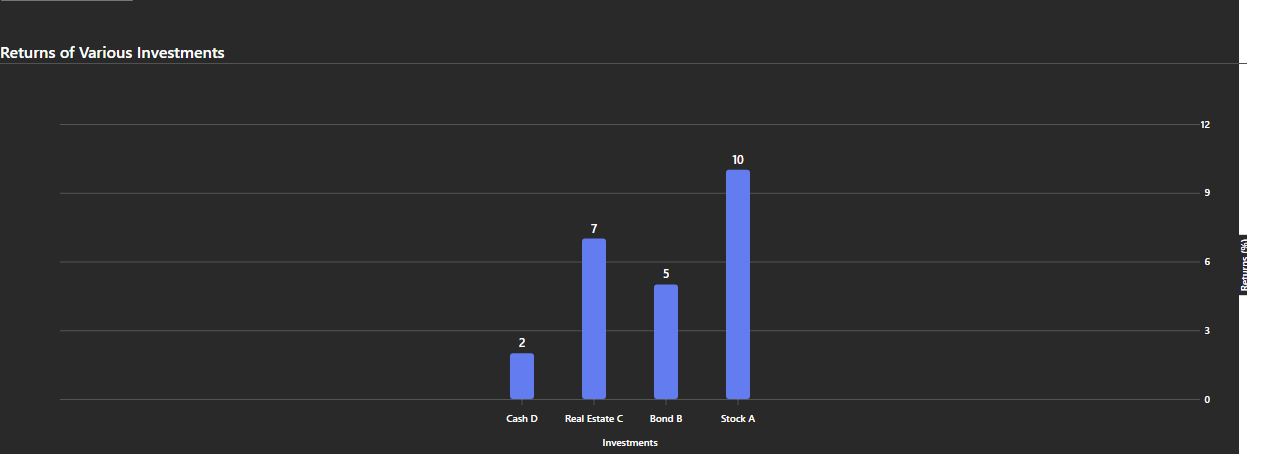 Returns of Various Investments
12
10
9
7
6
5
3
2
0
Cash D
Real Estate C
Bond B
Stock A
Investments
Returns (%)